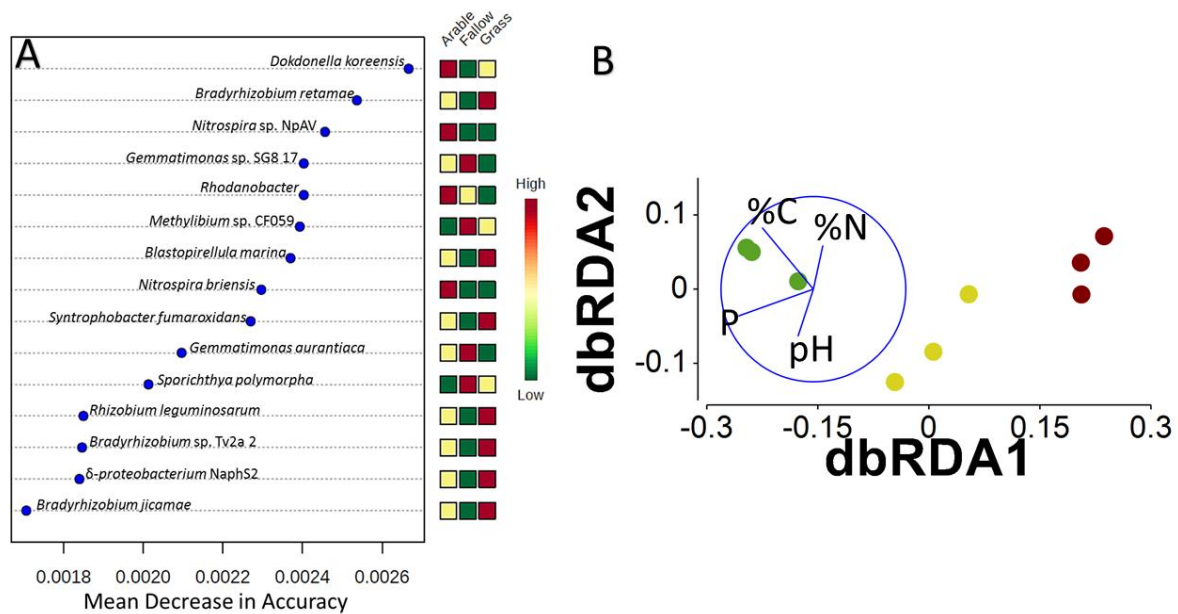 A
Arable
Fallow
Grass
Dokdonella koreensis
Bradyrhizobium retamae
Nitrospira sp. NpAV
Gemmatimonas sp. SG8 17
Rhodanobacter
Methylibium sp. CF059
Blastopirellula marina
Nitrospira briensis
Syntrophobacter fumaroxidans
Gemmatimonas aurantiaca
Sporichthya polymorpha
Rhizobium leguminosarum
Bradyrhizobium sp. Tv2a 2
δ-proteobacterium NaphS2
Bradyrhizobium jicamae
0.0018 0.0020 0.0022 0.0024 0.0026
Mean Decrease in Accuracy
High
Low
B
dbRDA2
0.1
0
-0.1
%C
%N
P
pH
-0.3 -0.15 0 0.15 0.3
dbRDA1